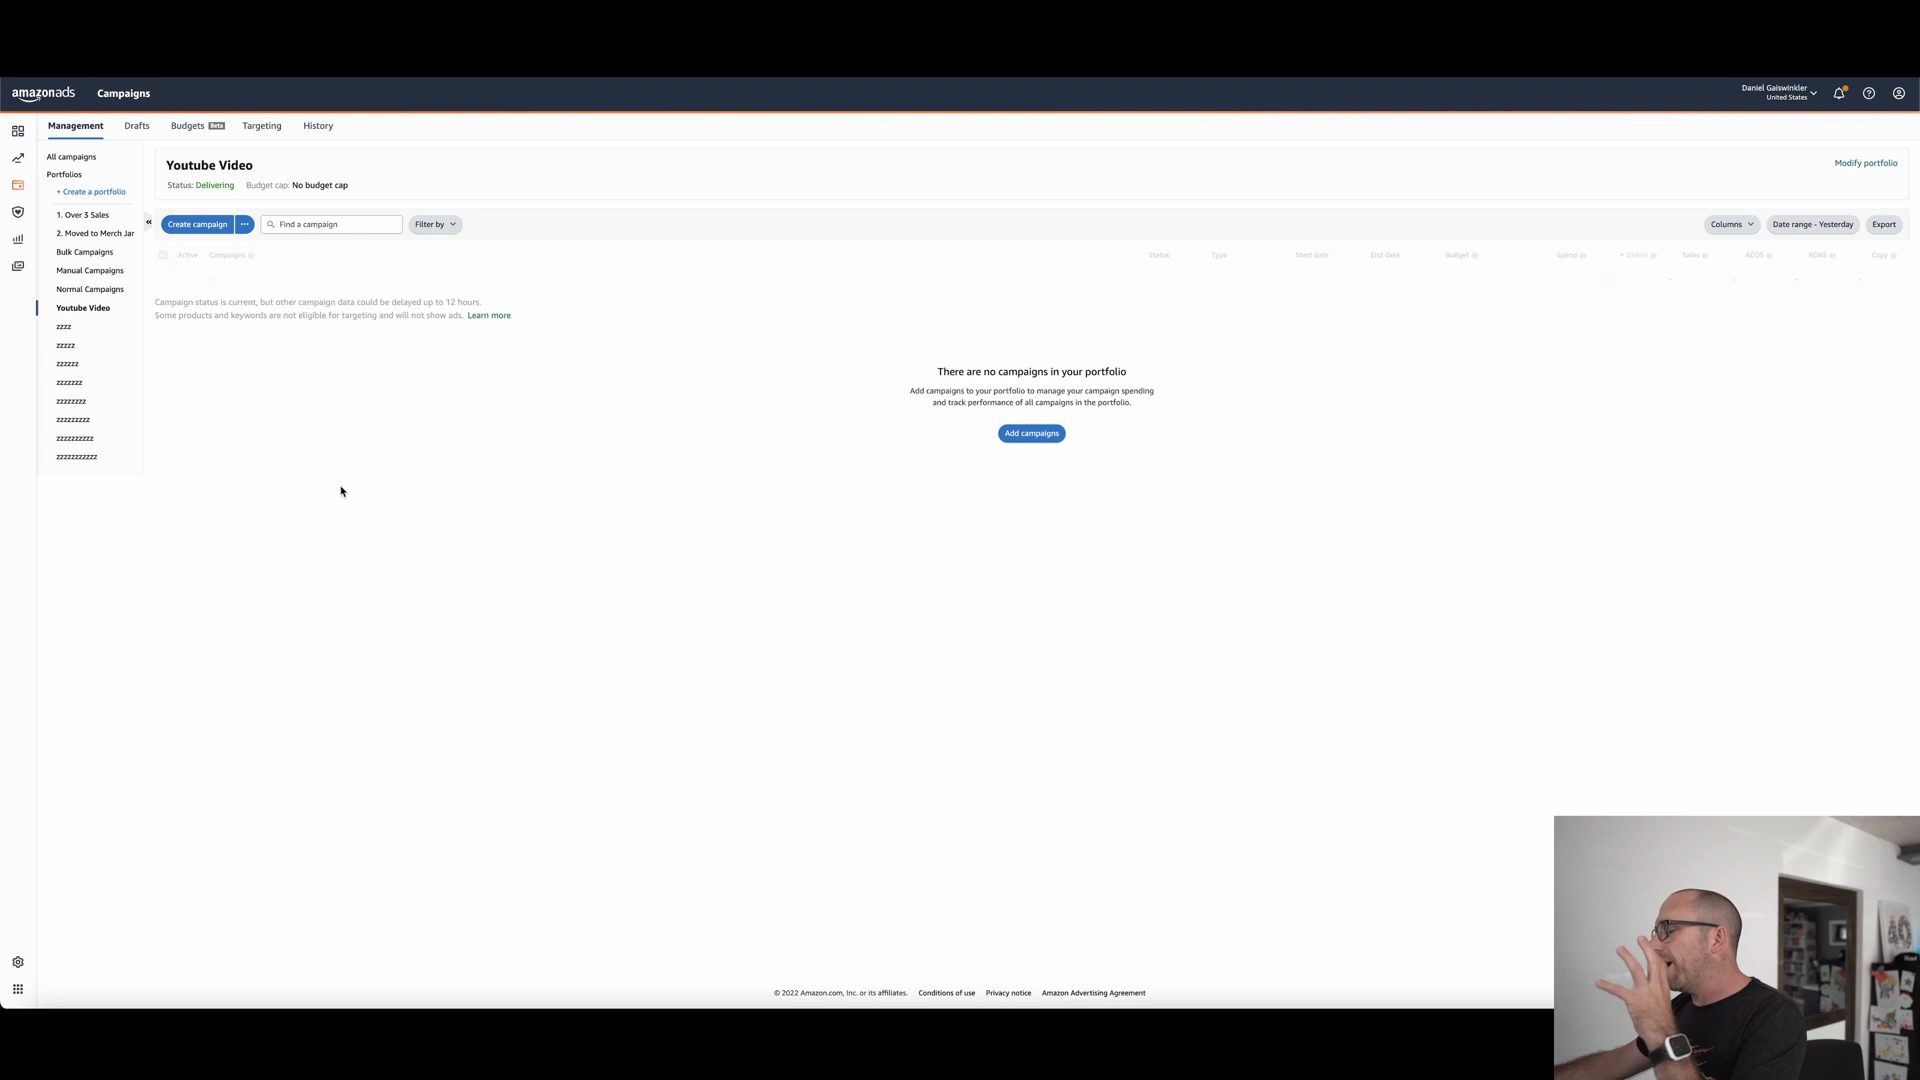 amazonads Campaigns
Daniel Gaiswinkler
United States
Management Drafts Budgets Beta Targeting History
All campaigns
Portfolios
+ Create a portfolio
1. Over 3 Sales
2. Moved to Merch Jar
Bulk Campaigns
Manual Campaigns
Normal Campaigns
Youtube Video
zzzz
zzzzz
zzzzzz
zzzzzzz
zzzzzzzz
zzzzzzzzz
zzzzzzzzzz
zzzzzzzzzzz
Youtube Video
Modify portfolio
Status: Delivering Budget cap: No budget cap
Create campaign ... Find a campaign Filter by Columns Date range - Yesterday Export
Active Campaigns Status Type Start date End date Budget Spend Orders Sales ACOS ROAS Copy
Campaign status is current, but other campaign data could be delayed up to 12 hours.
Some products and keywords are not eligible for targeting and will not show ads. Learn more
There are no campaigns in your portfolio
Add campaigns to your portfolio to manage your campaign spending
and track performance of all campaigns in the portfolio.
Add campaigns
© 2022 Amazon.com, Inc. or its affiliates. Conditions of use Privacy notice Amazon Advertising Agreement